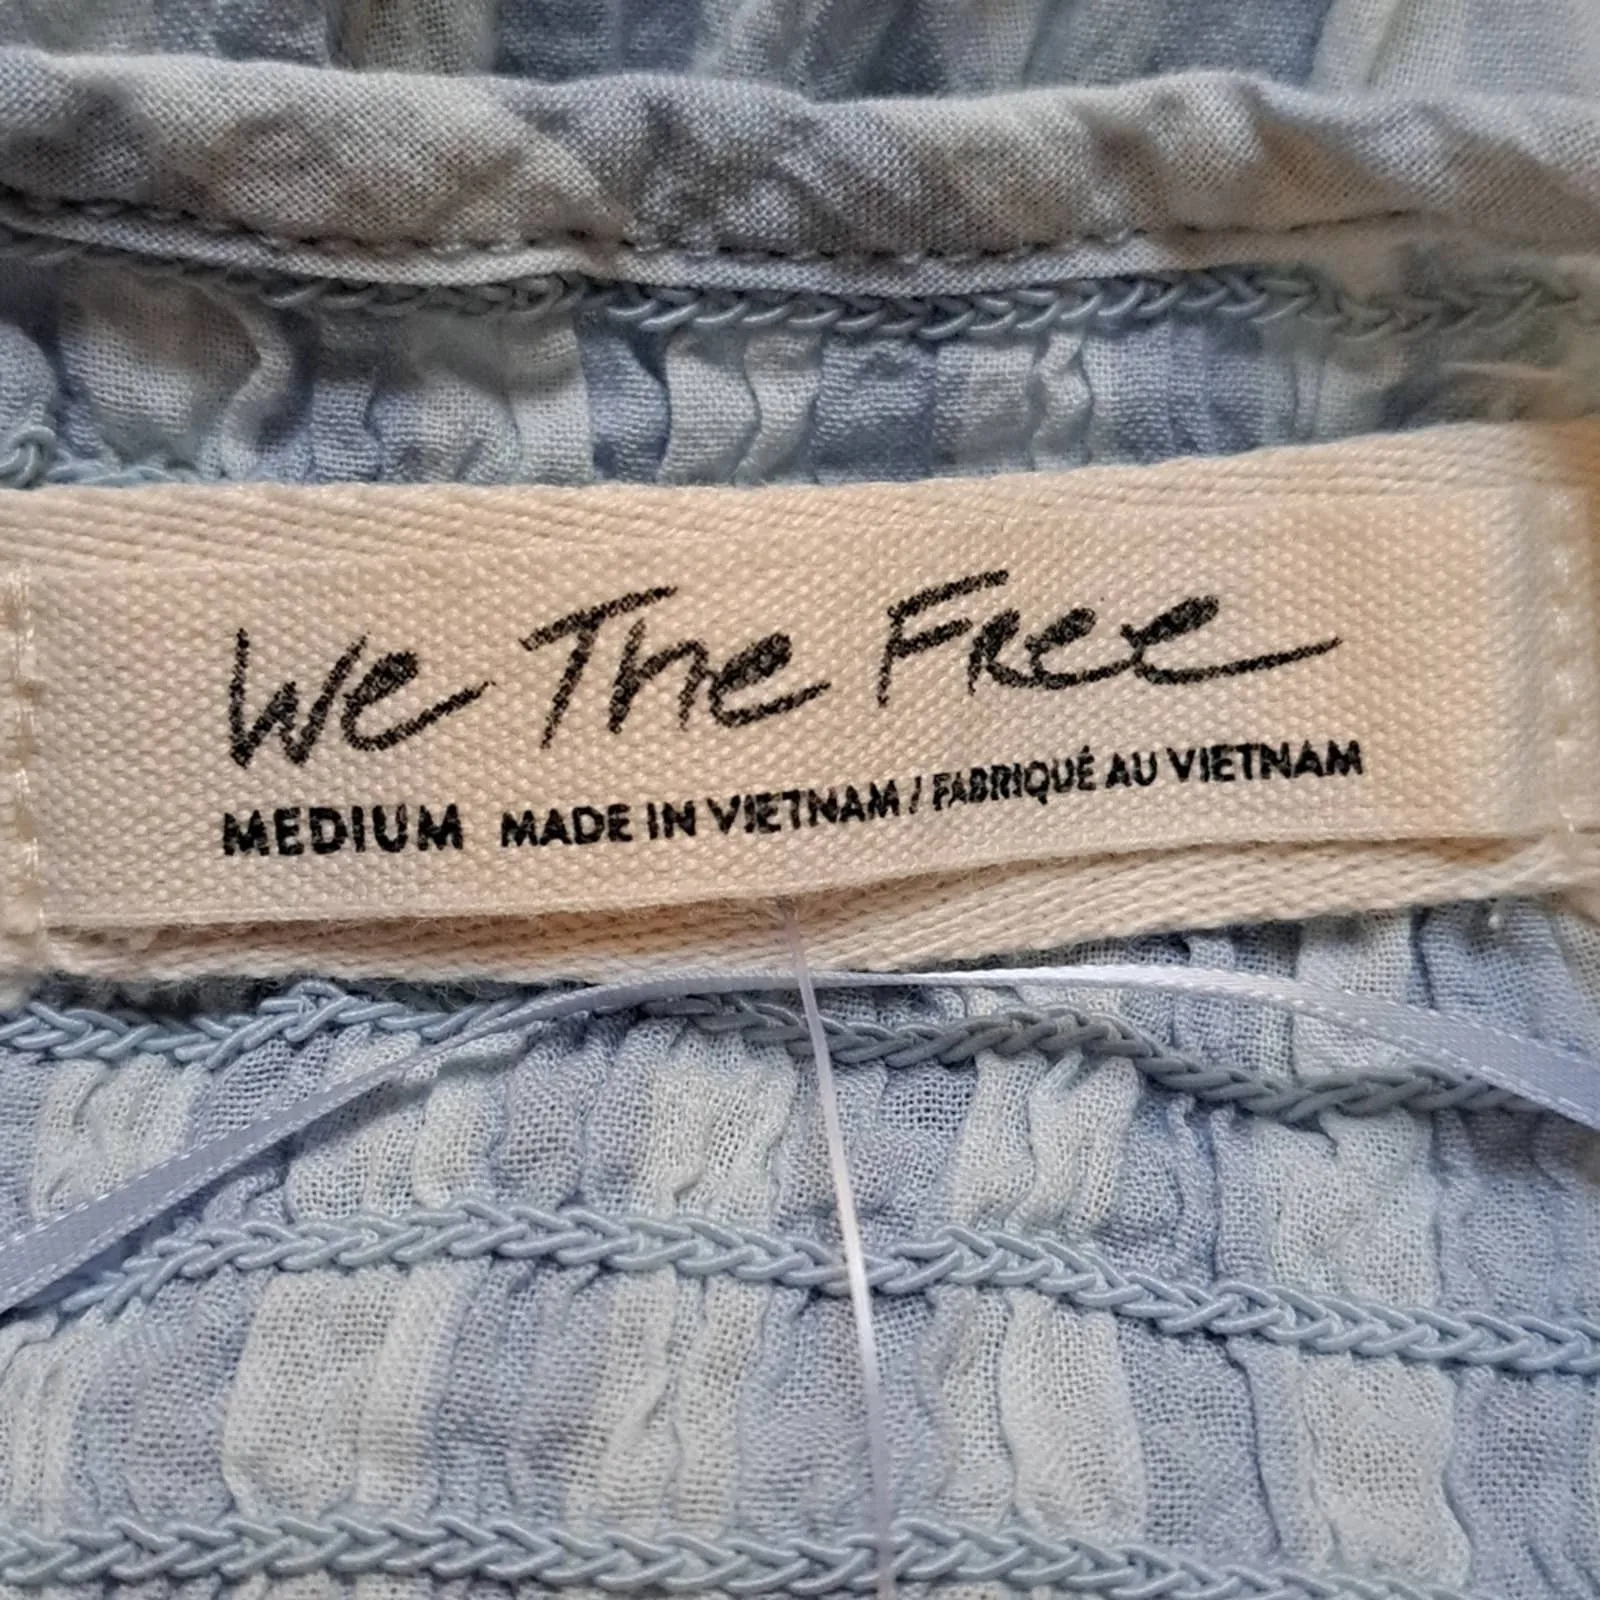 We The Free
MEDIUM MADE IN VIETNAM / FABRIQUÉ AU VIETNAM